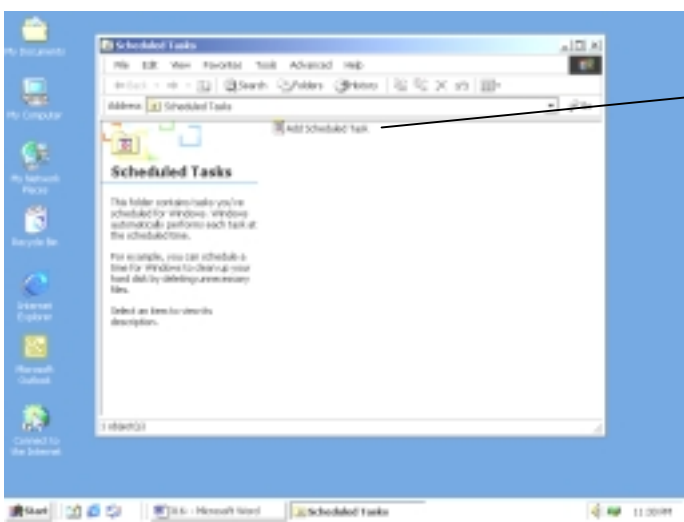 My Documents
My Computer
My Network
Places
Recycle Bin
Internet
Explorer
Microsoft
Outlook
Connect to
the Internet
Scheduled Tasks
File Edit View Favorites Tools Advanced Help
Back Search Folders History
Address Scheduled Tasks Go
Add Scheduled Task
Scheduled Tasks
This folder contains tasks you've
scheduled for Windows. Windows
automatically performs each task at
the scheduled time.
For example, you can schedule a
time for Windows to clean up your
hard disk by deleting unnecessary
files.
Select an item to view its
description.
1 object(s)
Start
Microsoft Word
Scheduled Tasks